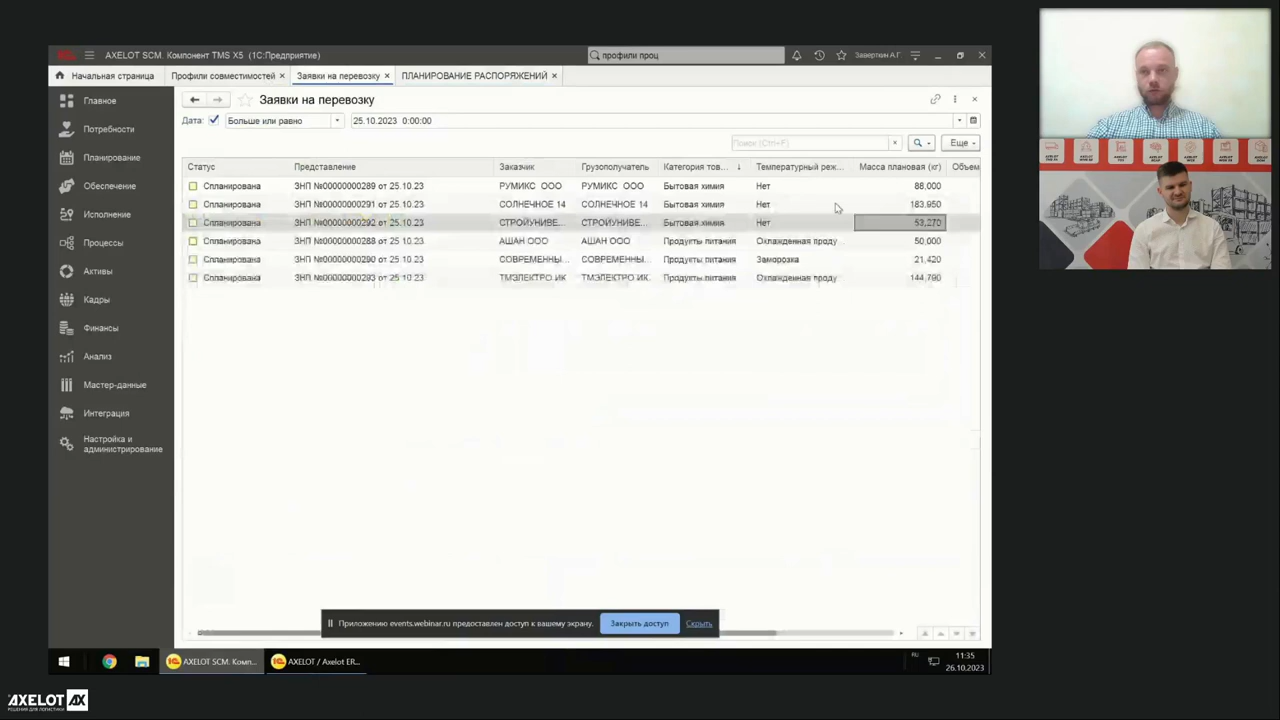 AXELOT SCM. Компонент TMS X5 (1С:Предприятие)
профили проц
Заверткин А.Г.
Начальная страница
Профили совместимостей ×
Заявки на перевозку ×
ПЛАНИРОВАНИЕ РАСПОРЯЖЕНИЙ ×
Главное
Потребности
Планирование
Обеспечение
Исполнение
Процессы
Активы
Кадры
Финансы
Анализ
Мастер-данные
Интеграция
Настройка и
администрирование
Заявки на перевозку
Дата: Больше или равно 25.10.2023 0:00:00
Поиск (Ctrl+F) × Еще
Статус Представление Заказчик Грузополучатель Категория тов... ↓ Температурный реж... Масса плановая (кг) Объем
Спланирована ЗНП №00000000289 от 25.10.23 РУМИКС ООО РУМИКС ООО Бытовая химия Нет 88,000
Спланирована ЗНП №00000000291 от 25.10.23 СОЛНЕЧНОЕ 14 СОЛНЕЧНОЕ 14 Бытовая химия Нет 183,950
Спланирована ЗНП №00000000292 от 25.10.23 СТРОЙУНИВЕ... СТРОЙУНИВЕ... Бытовая химия Нет 53,270
Спланирована ЗНП №00000000288 от 25.10.23 АШАН ООО АШАН ООО Продукты питания Охлажденная проду... 50,000
Спланирована ЗНП №00000000290 от 25.10.23 СОВРЕМЕННЫ... СОВРЕМЕННЫ... Продукты питания Заморозка 21,420
Спланирована ЗНП №00000000293 от 25.10.23 ТМЭЛЕКТРО.ИК ТМЭЛЕКТРО.ИК Продукты питания Охлажденная проду... 144,790
Приложению events.webinar.ru предоставлен доступ к вашему экрану.
Закрыть доступ
Скрыть
AXELOT SCM. Комп...
AXELOT / Axelot ER...
RU
11:35
26.10.2023
AXELOT AX
РЕШЕНИЯ ДЛЯ ЛОГИСТИКИ